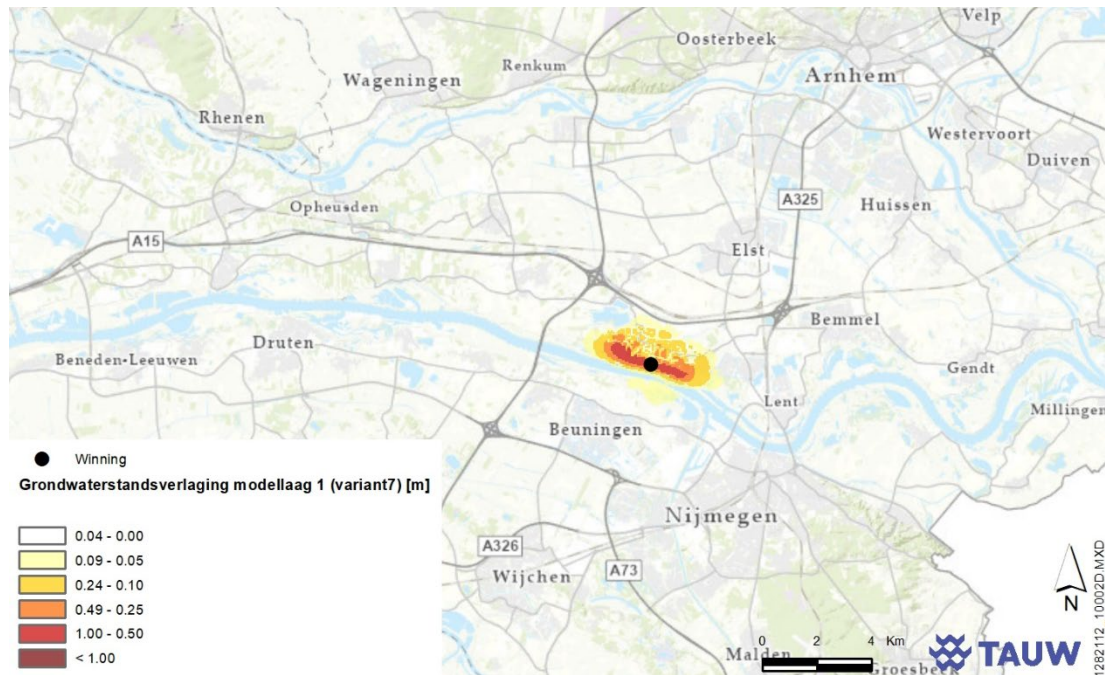 Velp
Oosterbeek
Renkum
Arnhem
Wageningen
Rhenen
Westervoort
Duiven
A325
Huissen
Opheusden
A15
Elst
Bemmel
Druten
Beneden-Leeuwen
Gendt
Lent
Millingen
Beuningen
Nijmegen
A326
A73
Wijchen
Malden
Groesbeek
Winning
Grondwaterstandsverlaging modellaag 1 (variant7) [m]
0.04 - 0.00
0.09 - 0.05
0.24 - 0.10
0.49 - 0.25
1.00 - 0.50
< 1.00
N
0 2 4 Km
TAUW
1282112 10002D.MXD